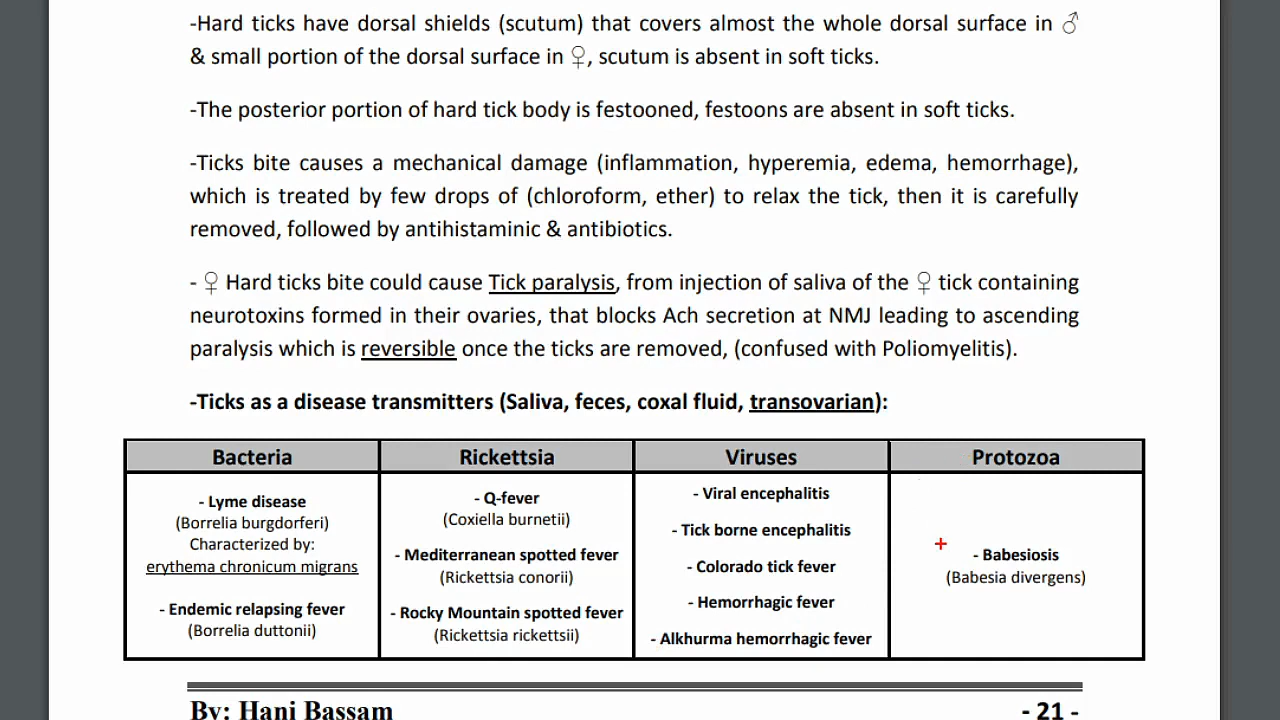 -Hard ticks have dorsal shields (scutum) that covers almost the whole dorsal surface in ♂
& small portion of the dorsal surface in ♀, scutum is absent in soft ticks.
-The posterior portion of hard tick body is festooned, festoons are absent in soft ticks.
-Ticks bite causes a mechanical damage (inflammation, hyperemia, edema, hemorrhage),
which is treated by few drops of (chloroform, ether) to relax the tick, then it is carefully
removed, followed by antihistaminic & antibiotics.
- ♀ Hard ticks bite could cause Tick paralysis, from injection of saliva of the ♀ tick containing
neurotoxins formed in their ovaries, that blocks Ach secretion at NMJ leading to ascending
paralysis which is reversible once the ticks are removed, (confused with Poliomyelitis).
-Ticks as a disease transmitters (Saliva, feces, coxal fluid, transovarian):
Bacteria
- Lyme disease
(Borrelia burgdorferi)
Characterized by:
erythema chronicum migrans
- Endemic relapsing fever
(Borrelia duttonii)
Rickettsia
- Q-fever
(Coxiella burnetii)
- Mediterranean spotted fever
(Rickettsia conorii)
- Rocky Mountain spotted fever
(Rickettsia rickettsii)
Viruses
- Viral encephalitis
- Tick borne encephalitis
- Colorado tick fever
- Hemorrhagic fever
- Alkhurma hemorrhagic fever
Protozoa
- Babesiosis
(Babesia divergens)
By: Hani Bassam
- 21 -